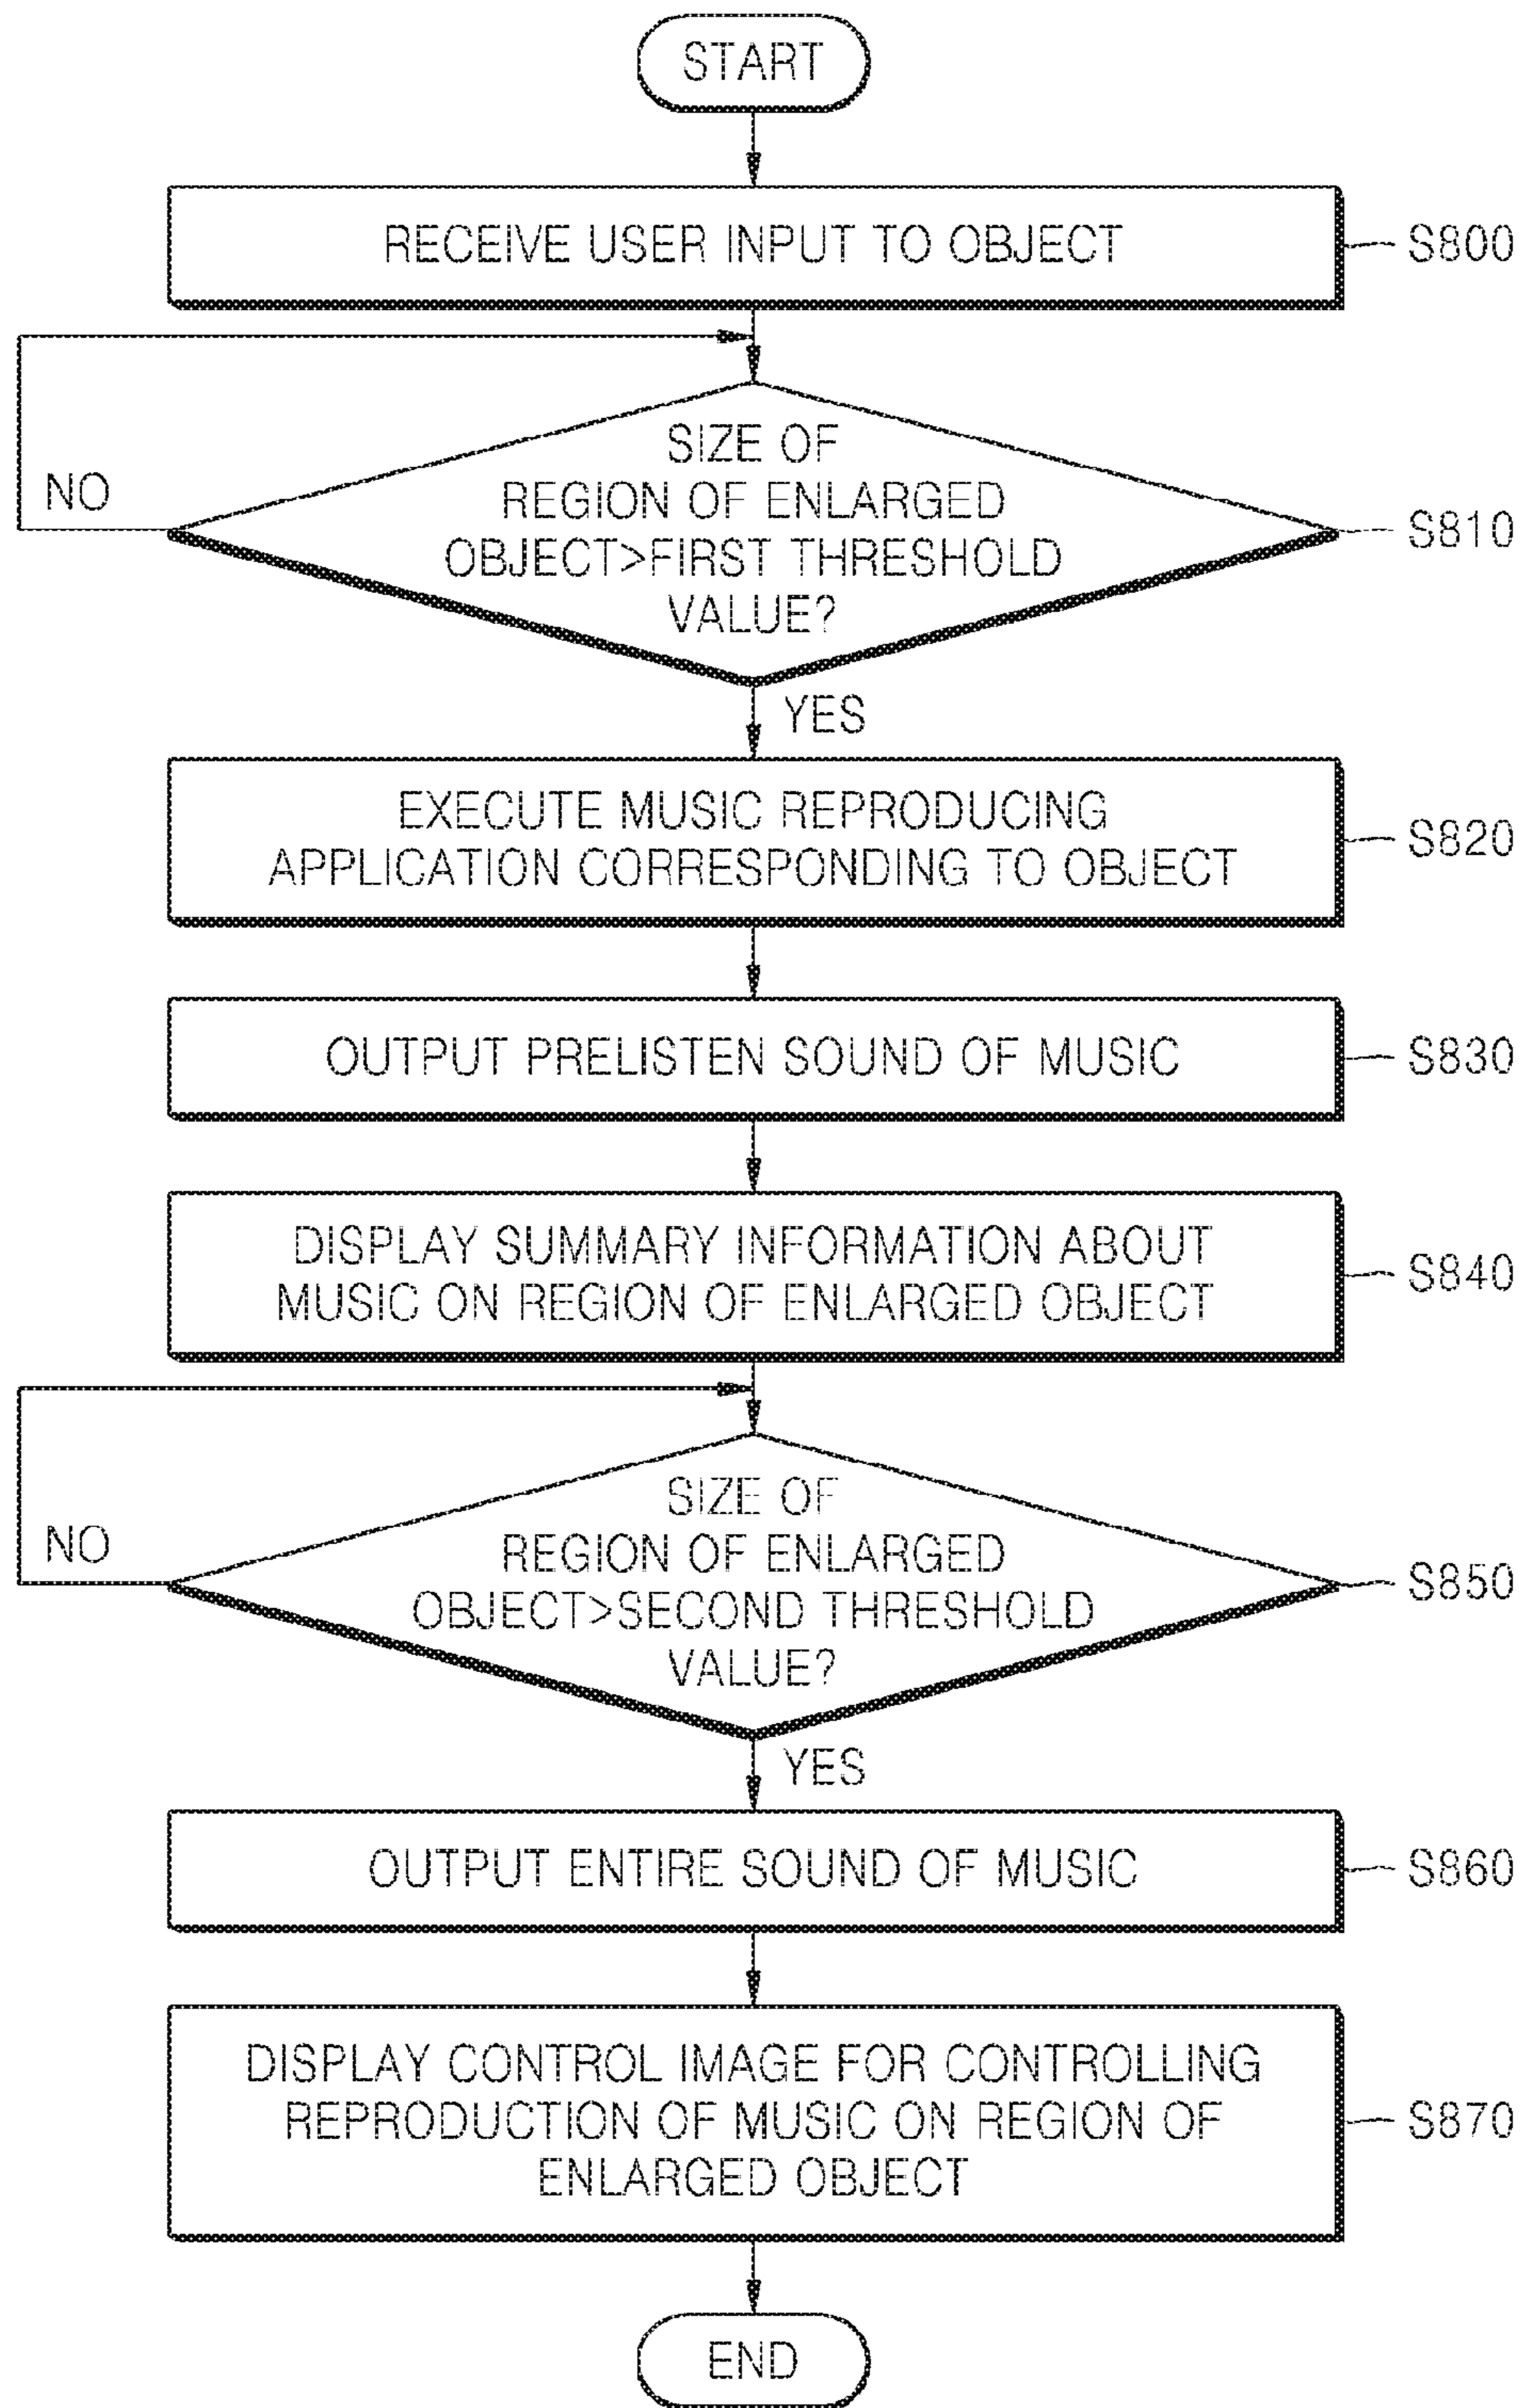 START
RECEIVE USER INPUT TO OBJECT
S800
SIZE OF
REGION OF ENLARGED
OBJECT>FIRST THRESHOLD
VALUE?
S810
NO
YES
EXECUTE MUSIC REPRODUCING
APPLICATION CORRESPONDING TO OBJECT
S820
OUTPUT PRELISTEN SOUND OF MUSIC
S830
DISPLAY SUMMARY INFORMATION ABOUT
MUSIC ON REGION OF ENLARGED OBJECT
S840
SIZE OF
REGION OF ENLARGED
OBJECT>SECOND THRESHOLD
VALUE?
S850
NO
YES
OUTPUT ENTIRE SOUND OF MUSIC
S860
DISPLAY CONTROL IMAGE FOR CONTROLLING
REPRODUCTION OF MUSIC ON REGION OF
ENLARGED OBJECT
S870
END